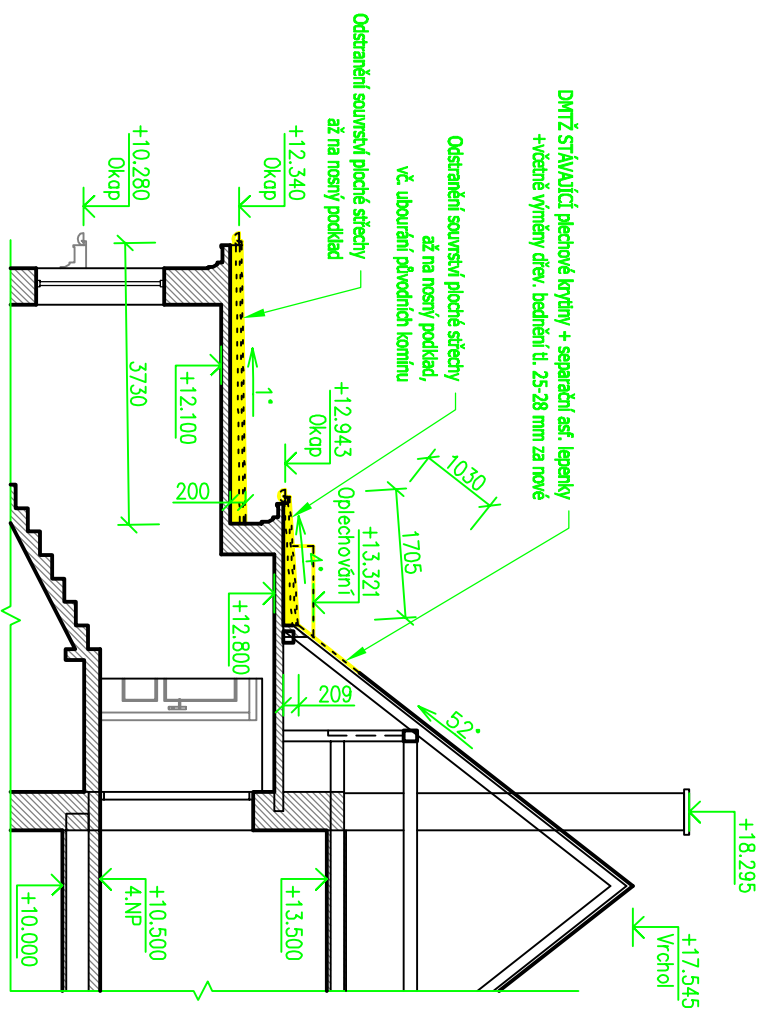 DMTŽ STÁVAJÍCÍ plechové krytiny + separační asf. lepenky
+včetně výměny dřev. bednění tl. 25-28 mm za nové
Odstranění souvrství ploché střechy
až na nosný podklad,
vč. ubourání původních komínu
Odstranění souvrství ploché střechy
až na nosný podklad
+18.295
+17.545
Vrchol
52°
1030
1705
+13.321
Oplechování
4°
+12.943
Okap
+12.340
Okap
+10.280
Okap
1°
200
209
3730
+12.100
+12.800
+13.500
+10.500
4.NP
+10.000